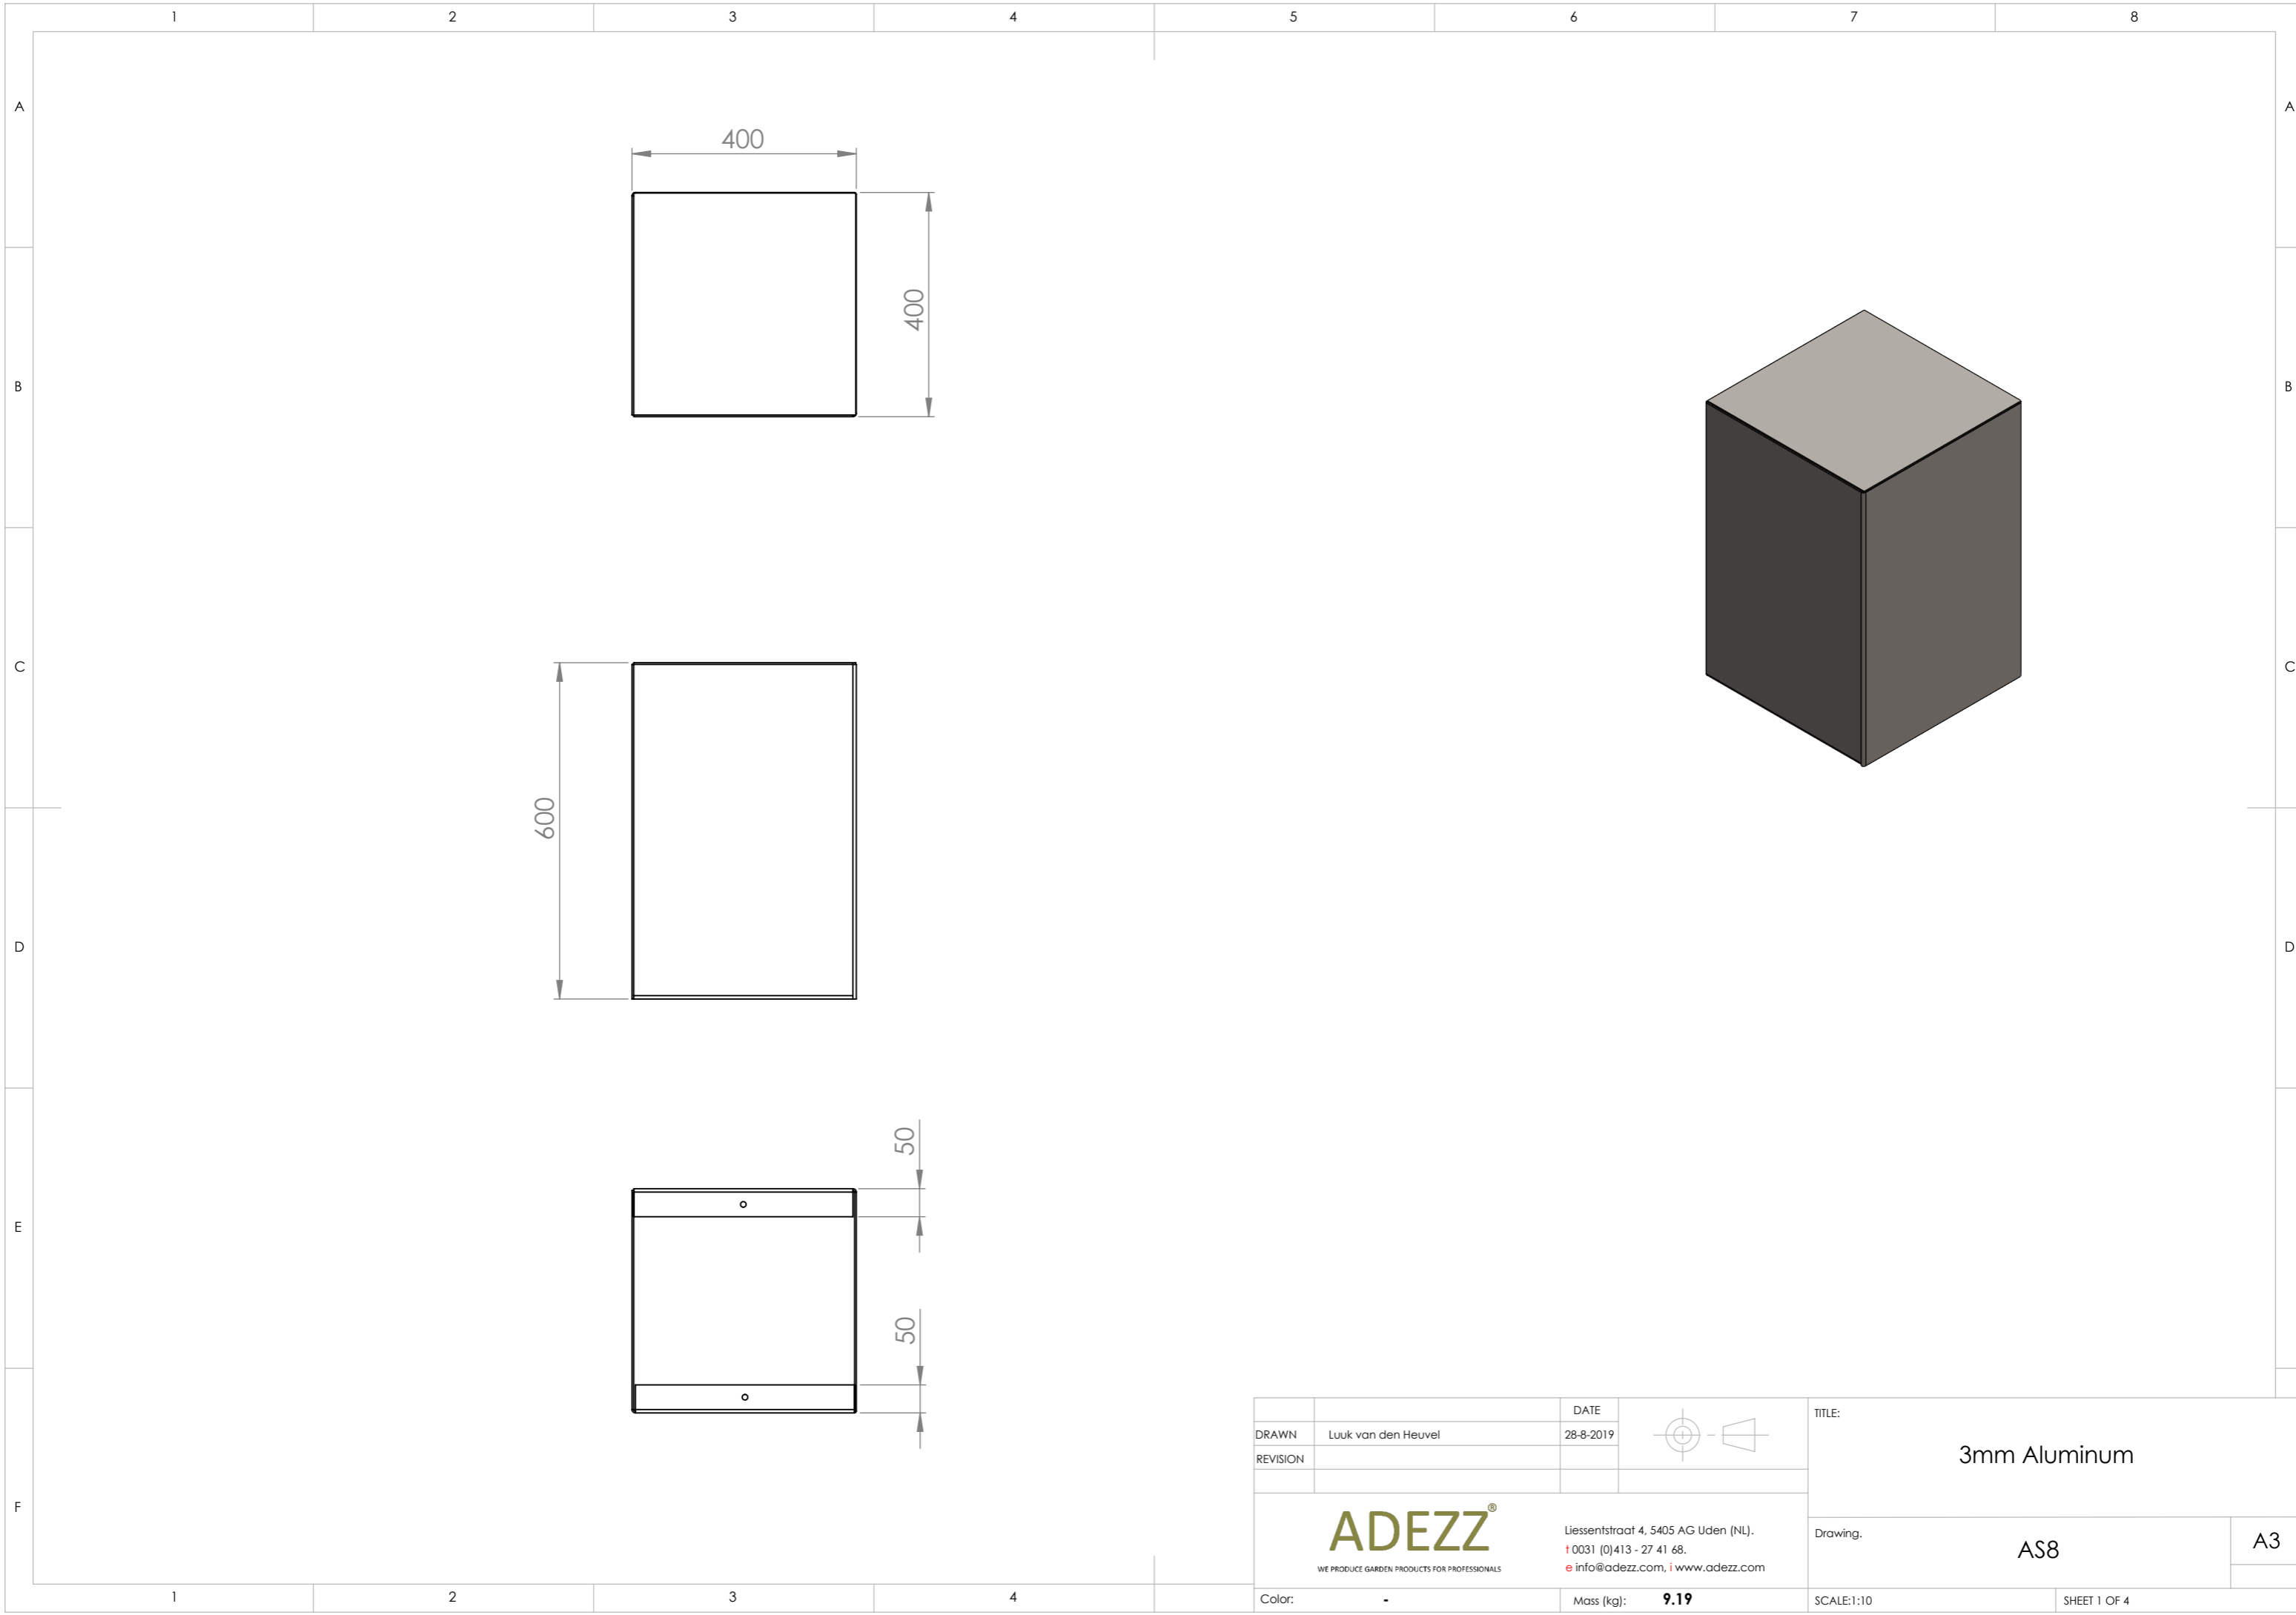 1 2 3 4 5 6 7 8
A A
400
400
B B
C C
600
D D
50
E E
50
F
DATE
DRAWN Luuk van den Heuvel 28-8-2019
REVISION
TITLE:
3mm Aluminum
ADEZZ®
WE PRODUCE GARDEN PRODUCTS FOR PROFESSIONALS
Liessentstraat 4, 5405 AG Uden (NL).
t 0031 (0)413 - 27 41 68.
e info@adezz.com, i www.adezz.com
Drawing.
AS8
A3
Color: -
Mass (kg): 9.19
SCALE:1:10
SHEET 1 OF 4
1 2 3 4